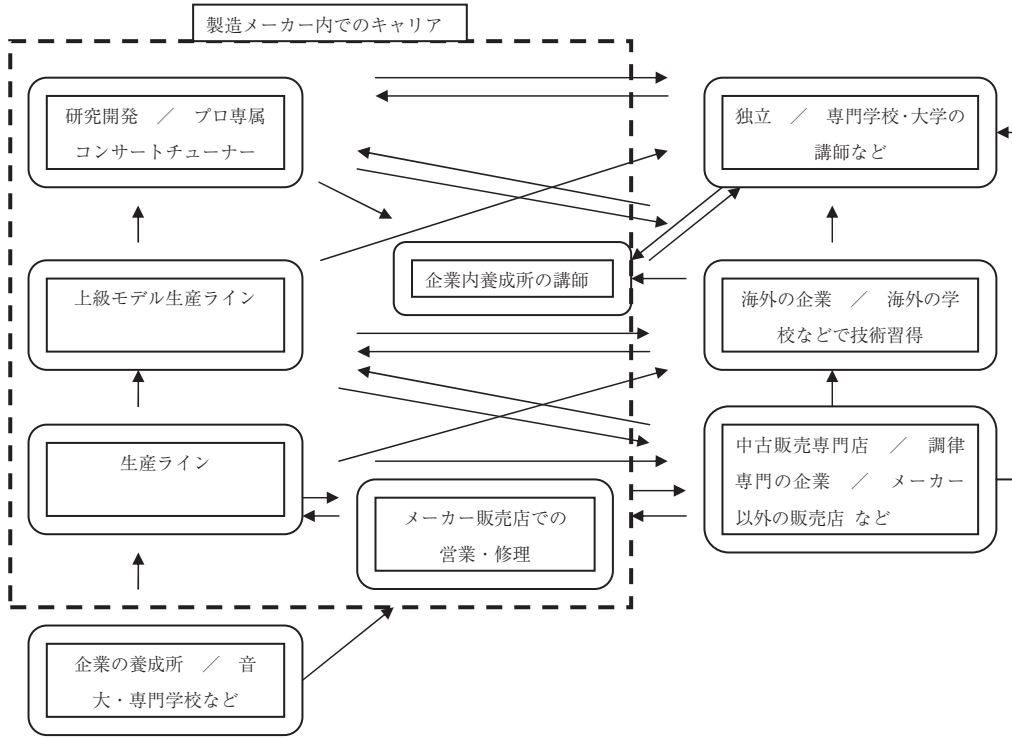 製造メーカー内でのキャリア
研究開発 ／ プロ専属
コンサートチューナー
独立 ／ 専門学校・大学の
講師など
企業内養成所の講師
上級モデル生産ライン
海外の企業 ／ 海外の学
校などで技術習得
生産ライン
中古販売専門店 ／ 調律
専門の企業 ／ メーカー
以外の販売店 など
メーカー販売店での
営業・修理
企業の養成所 ／ 音
大・専門学校など